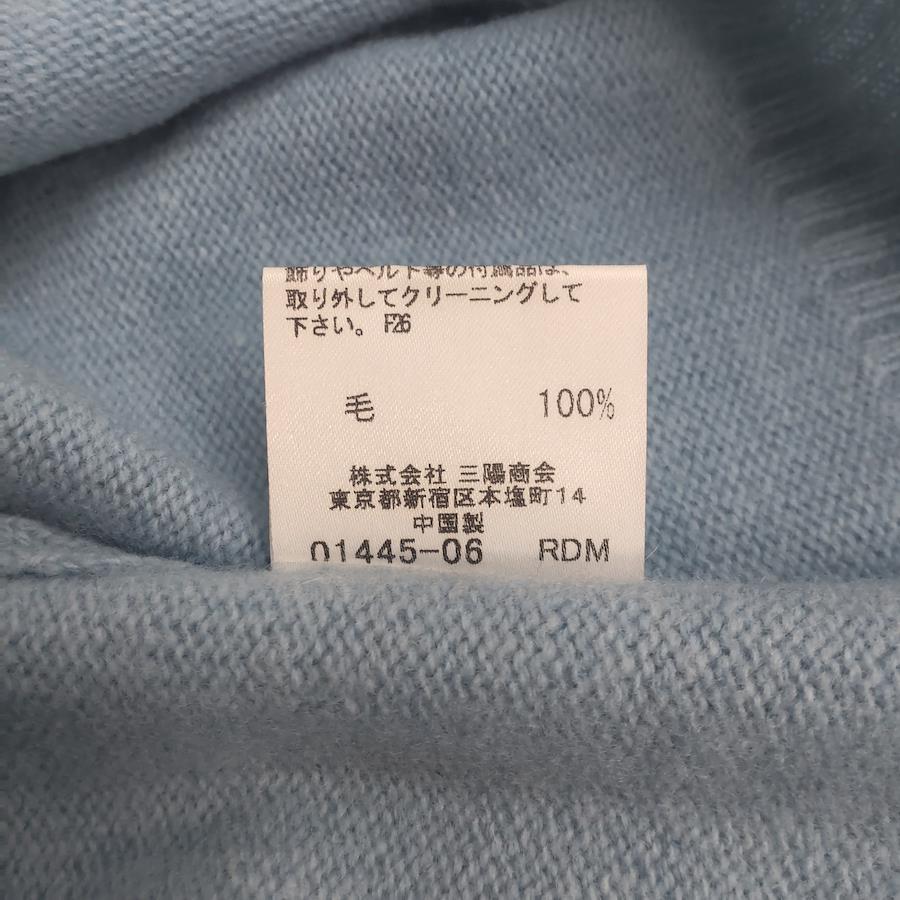 飾りやベルト等の付属品は、
取り外してクリーニングして
下さい。 F26
毛 100%
株式会社 三陽商会
東京都新宿区本塩町14
中国製
01445-06 RDM